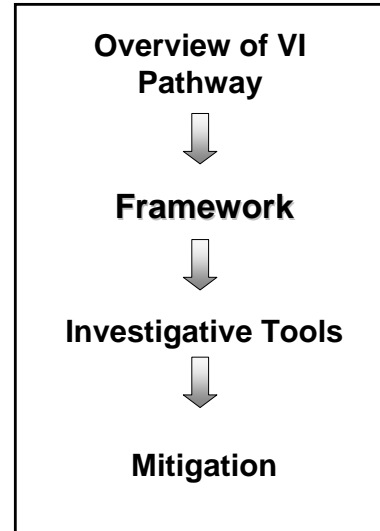 Overview of VI
Pathway
Framework
Investigative Tools
Mitigation